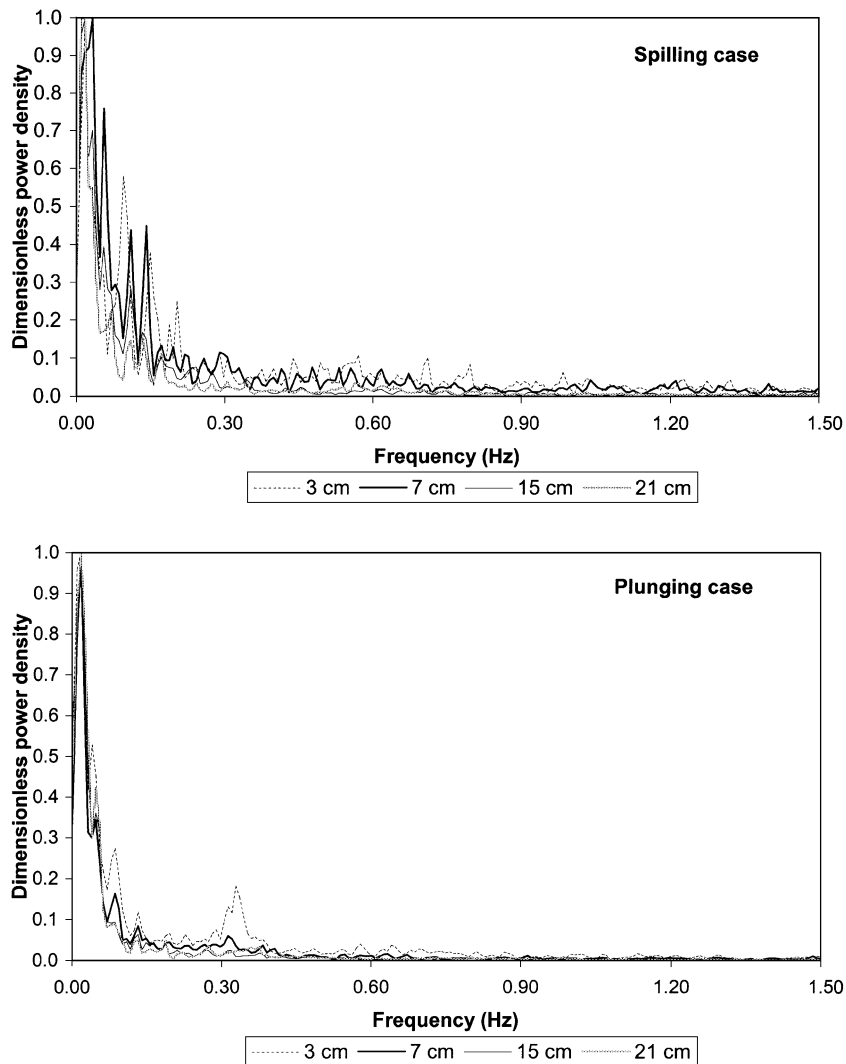 1.0
Spilling case
0.9
0.8
0.7
0.6
0.5
0.4
0.3
0.2
0.1
0.0
Dimensionless power density
0.00 0.30 0.60 0.90 1.20 1.50
Frequency (Hz)
3 cm 7 cm 15 cm 21 cm
1.0
Plunging case
0.9
0.8
0.7
0.6
0.5
0.4
0.3
0.2
0.1
0.0
Dimensionless power density
0.00 0.30 0.60 0.90 1.20 1.50
Frequency (Hz)
3 cm 7 cm 15 cm 21 cm